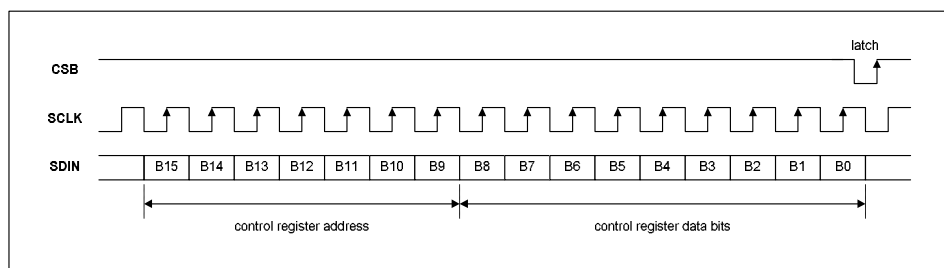 latch
CSB
SCLK
SDIN B15 B14 B13 B12 B11 B10 B9 B8 B7 B6 B5 B4 B3 B2 B1 B0
control register address control register data bits